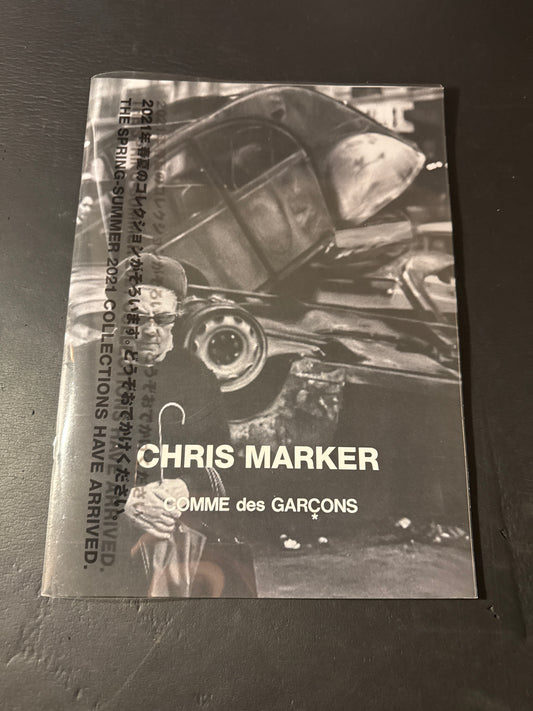 2021年春夏のコレクションがそろいます。どうぞおでかけください。
THE SPRING-SUMMER 2021 COLLECTIONS HAVE ARRIVED.
CHRIS MARKER
COMME des GARÇONS
*